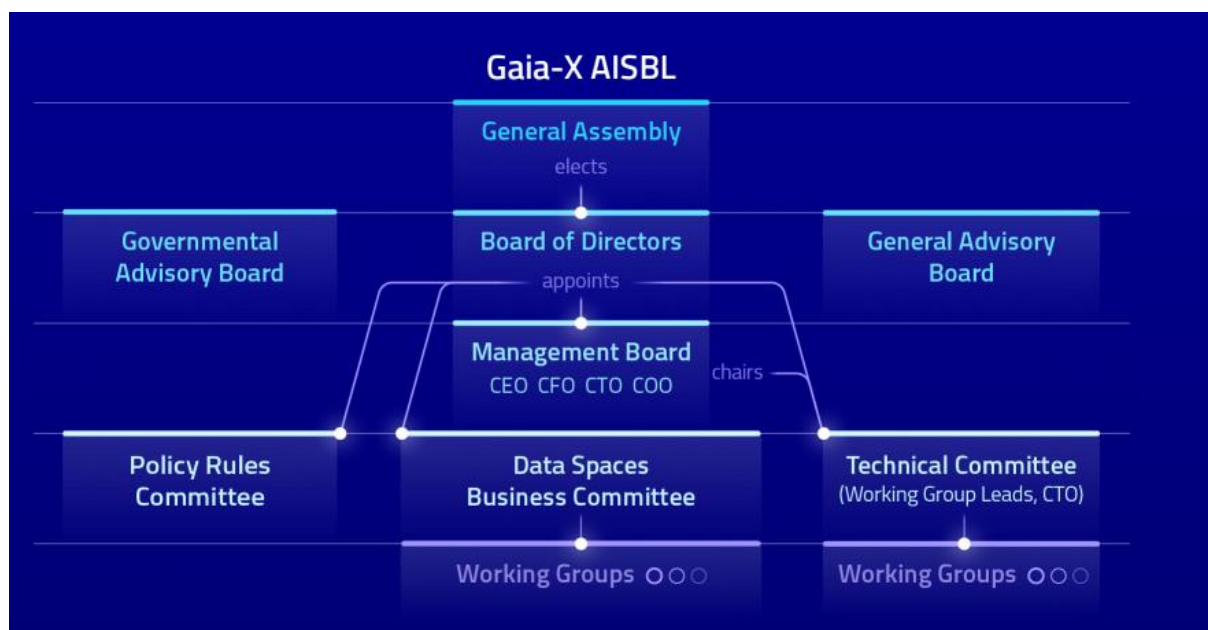 Gaia-X AISBL
General Assembly
elects
Governmental
Advisory Board
Board of Directors
appoints
General Advisory
Board
Management Board
CEO CFO CTO COO
chairs
Policy Rules
Committee
Data Spaces
Business Committee
Technical Committee
(Working Group Leads, CTO)
Working Groups
Working Groups